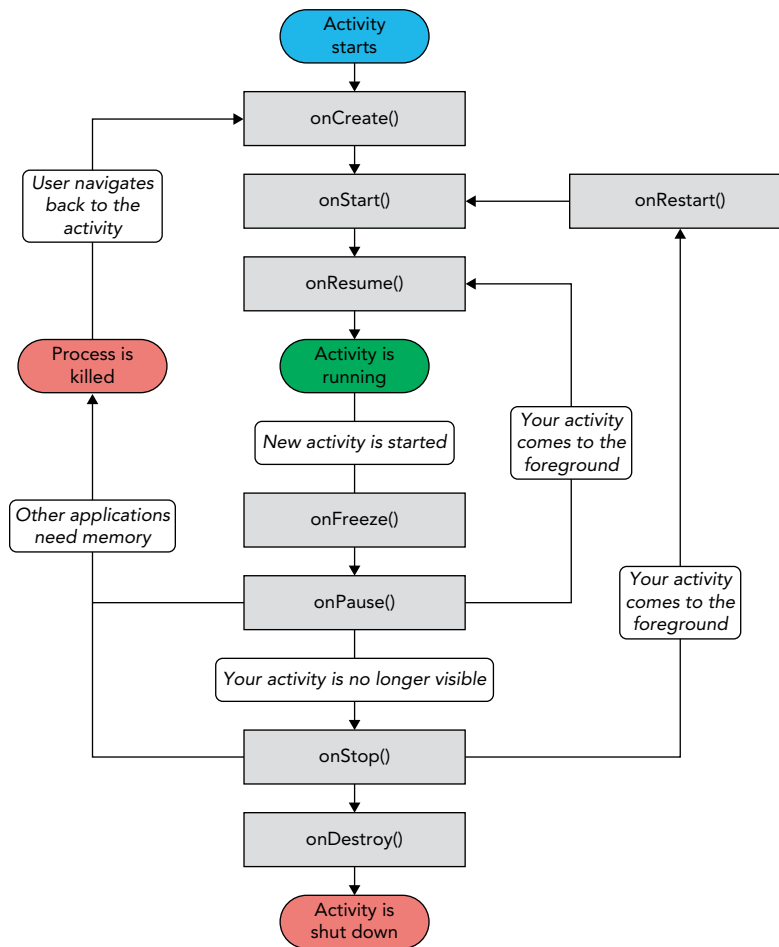 Activity
starts
onCreate()
User navigates
back to the
activity
onStart()
onRestart()
onResume()
Process is
killed
Activity is
running
Your activity
comes to the
foreground
New activity is started
Other applications
need memory
onFreeze()
Your activity
comes to the
foreground
onPause()
Your activity is no longer visible
onStop()
onDestroy()
Activity is
shut down